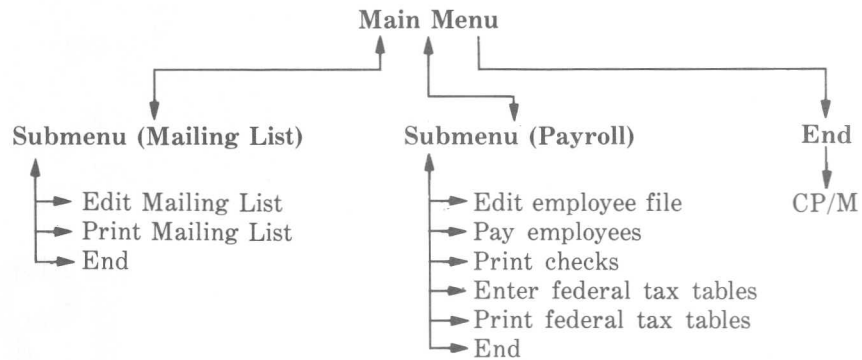 Main Menu
Submenu (Mailing List)
Submenu (Payroll)
End
Edit Mailing List
Print Mailing List
End
Edit employee file
Pay employees
Print checks
Enter federal tax tables
Print federal tax tables
End
CP/M